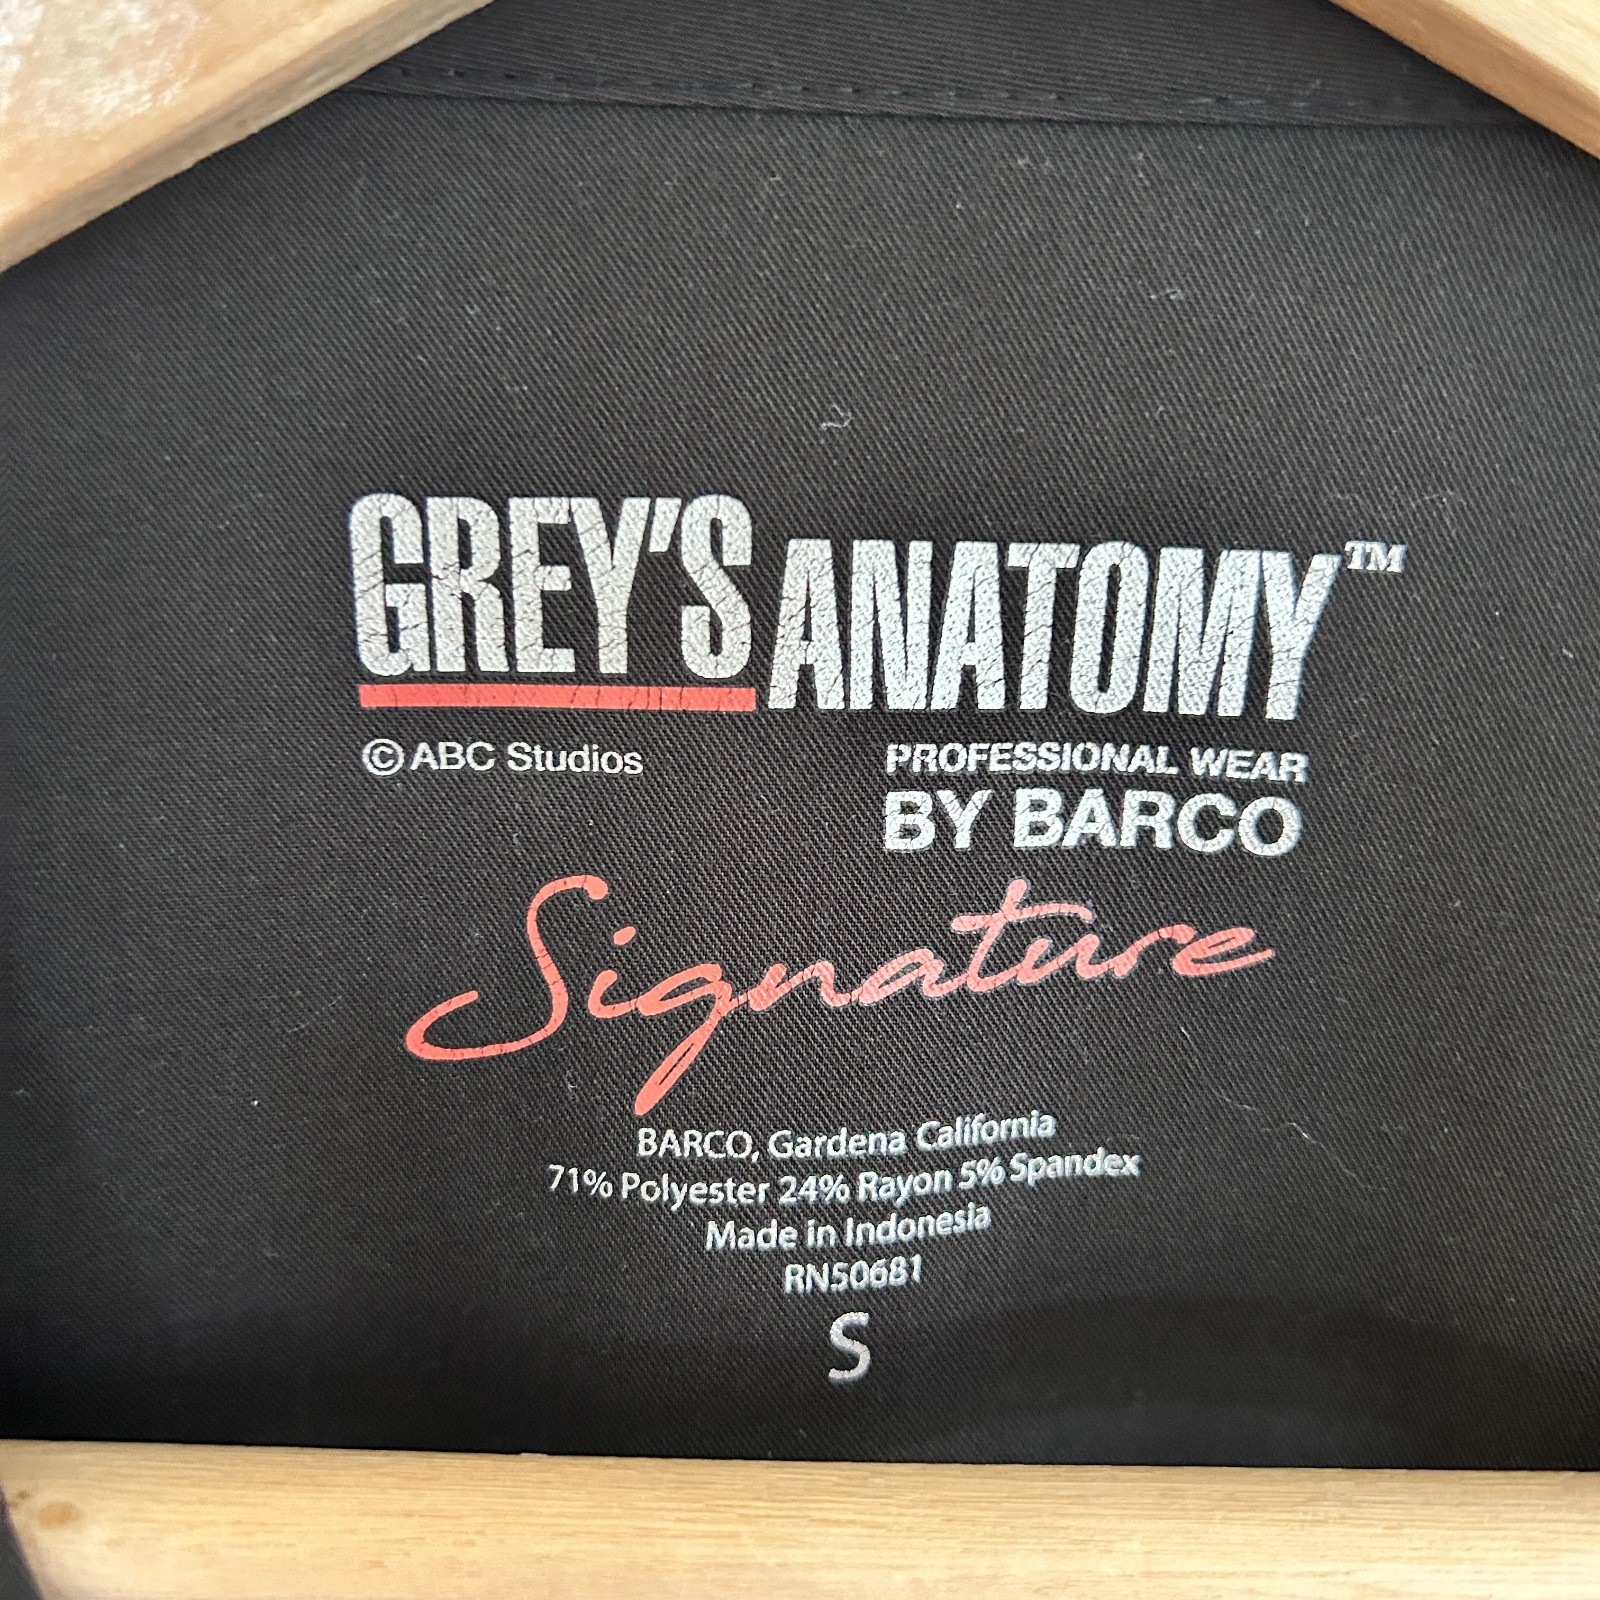 GREY'S ANATOMY™
© ABC Studios
PROFESSIONAL WEAR
BY BARCO
Signature
BARCO, Gardena California
71% Polyester 24% Rayon 5% Spandex
Made in Indonesia
RN50681
S